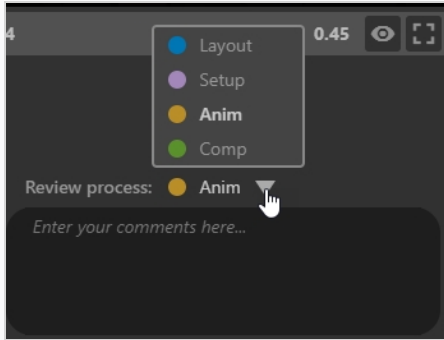 4
0.45
Layout
Setup
Anim
Comp
Review process: Anim
Enter your comments here...